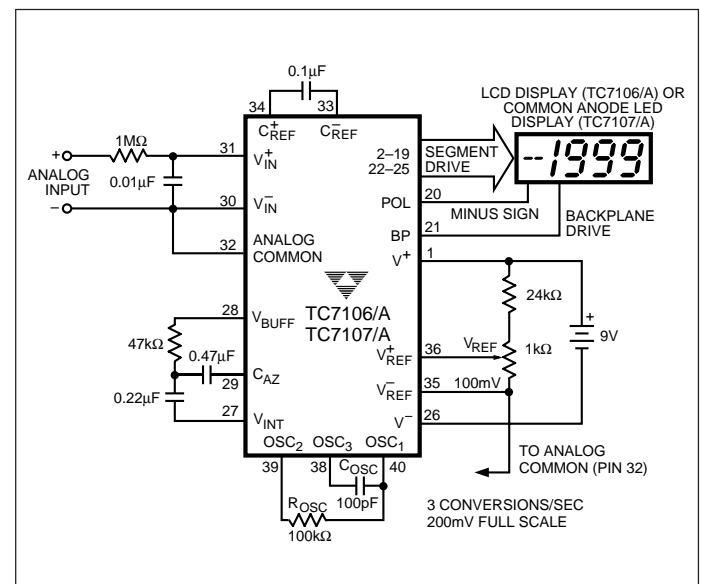 0.1μF
34
33
C+REF
C–REF
LCD DISPLAY (TC7106/A) OR
COMMON ANODE LED
DISPLAY (TC7107/A)
-1999
+
1MΩ
31
V+IN
ANALOG
INPUT
0.01μF
–
30
V–IN
32
ANALOG
COMMON
2–19
22–25
SEGMENT
DRIVE
POL
20
MINUS SIGN
BP
21
BACKPLANE
DRIVE
V+
1
TC7106/A
TC7107/A
24kΩ
+
9V
28
VBUFF
47kΩ
0.47μF
29
CAZ
0.22μF
27
VINT
V+REF
36
VREF
1kΩ
V–REF
35
100mV
V–
26
OSC2
OSC3
OSC1
39
38
COSC
40
100pF
ROSC
100kΩ
TO ANALOG
COMMON (PIN 32)
3 CONVERSIONS/SEC
200mV FULL SCALE